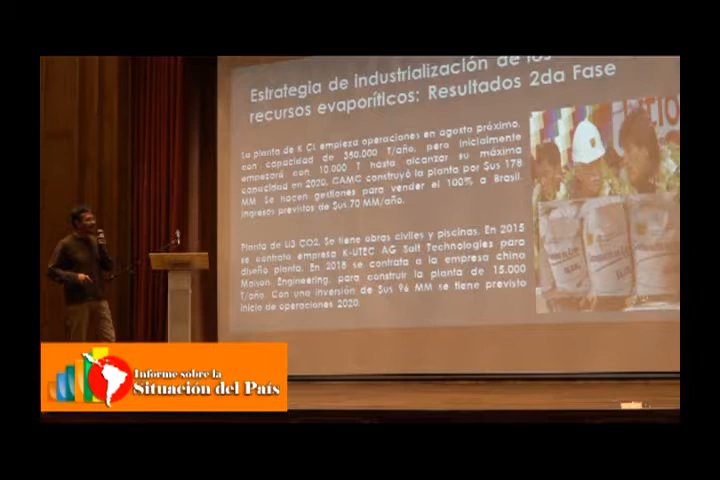 Estrategia de industrialización de los
recursos evaporíticos: Resultados 2da Fase
La planta de K CL empieza operaciones en agosto próximo,
con capacidad de 350.000 T/año, pero inicialmente
empezará con 10.000 T hasta alcanzar su máxima
capacidad en 2020. CAMC construyó la planta por $us 178
MM. Se hacen gestiones para vender el 100% a Brasil.
Ingresos previstos de $us 70 MM/año.
Planta de Li3 CO2. Se tiene obras civiles y piscinas. En 2015
se contrato empresa K-UTEC AG Salt Technologies para
diseño planta. En 2018 se contrata a la empresa china
Maison Engineering, para construir la planta de 15.000
T/año. Con una inversión de $us 96 MM se tiene previsto
inicio de operaciones 2020.
Informe sobre la
Situación del País